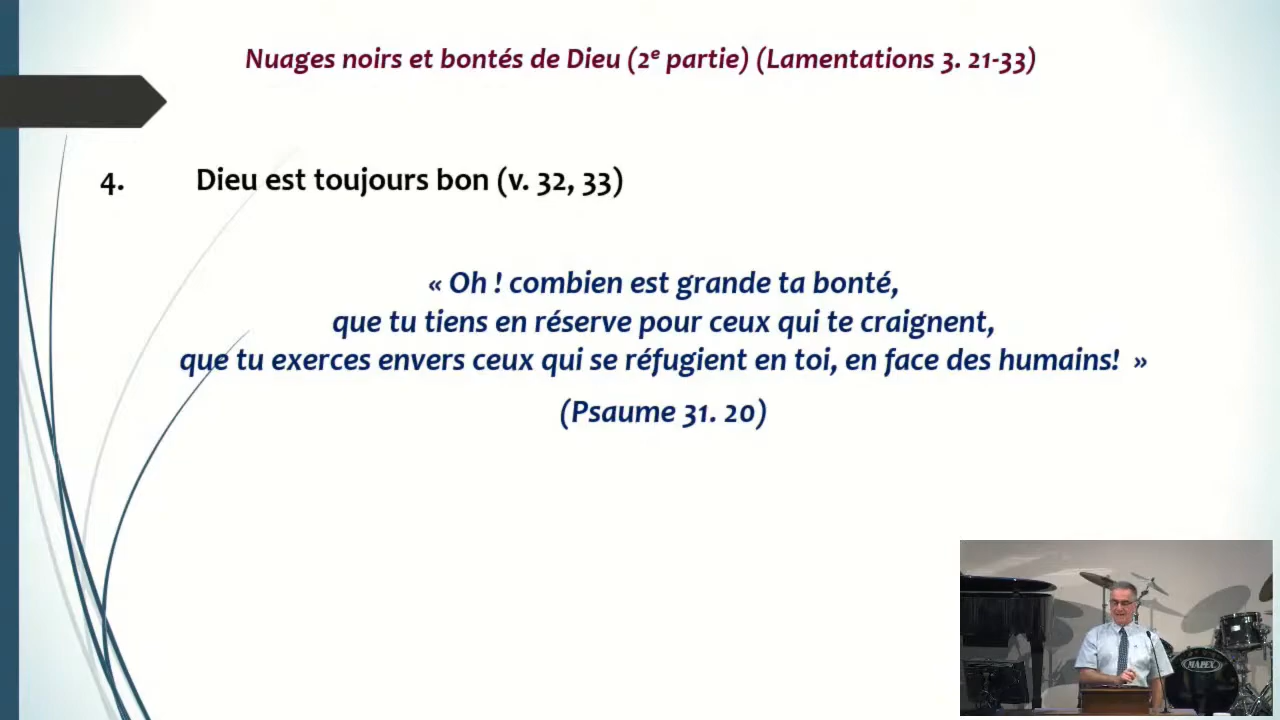 Nuages noirs et bontés de Dieu (2e partie) (Lamentations 3. 21-33)
4. Dieu est toujours bon (v. 32, 33)
« Oh ! combien est grande ta bonté,
que tu tiens en réserve pour ceux qui te craignent,
que tu exerces envers ceux qui se réfugient en toi, en face des humains! »
(Psaume 31. 20)
MAPEX